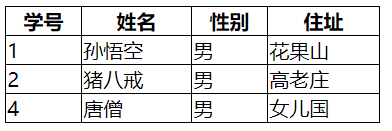 学号 姓名 性别 住址
1 孙悟空 男 花果山
2 猪八戒 男 高老庄
4 唐僧 男 女儿国